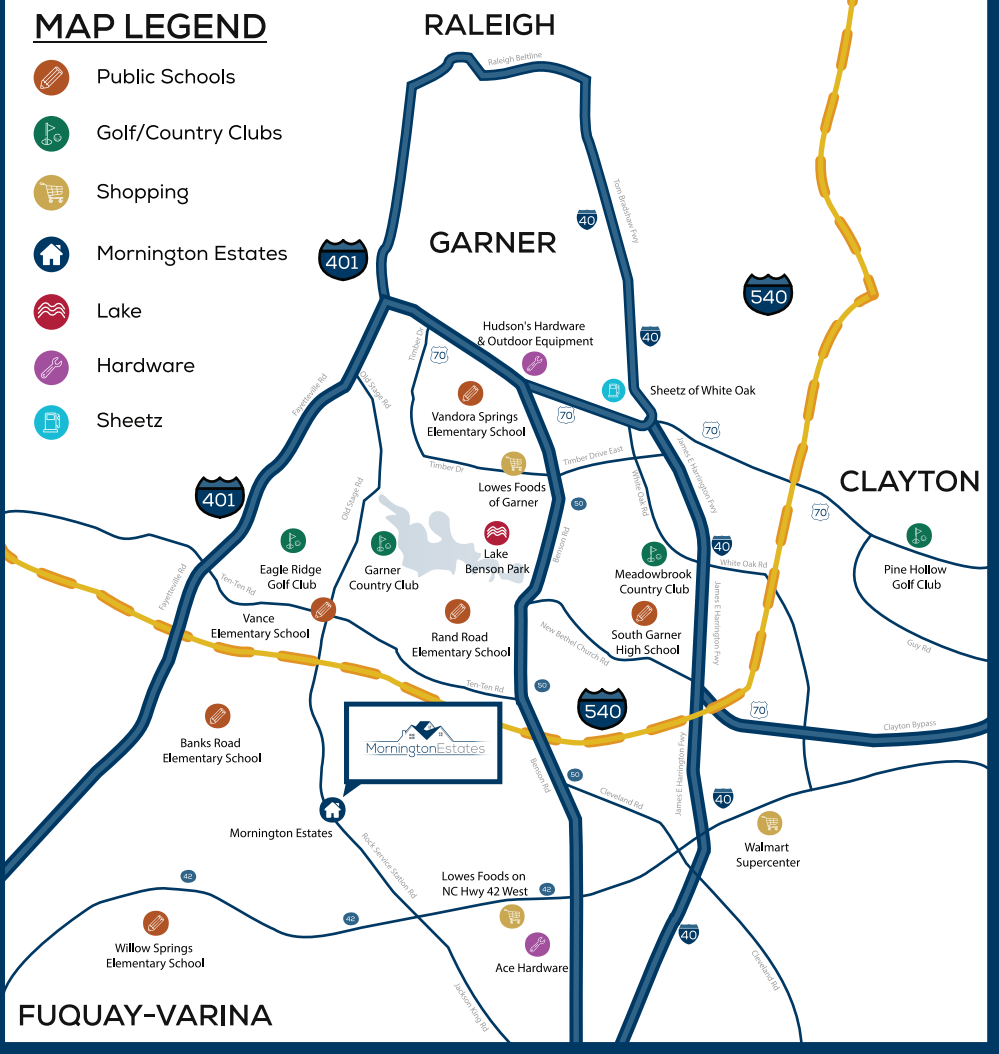 MAP LEGEND
Public Schools
Golf/Country Clubs
Shopping
Mornington Estates
Lake
Hardware
Sheetz
RALEIGH
Raleigh Beltline
Tom Bradshaw Fwy
40
GARNER
401
540
Hudson's Hardware
& Outdoor Equipment
40
Timber Dr
70
Sheetz of White Oak
Fayetteville Rd
Old Stage Rd
Vandora Springs
Elementary School
70
70
James E Harrington Fwy
Timber Dr
Timber Drive East
White Oak Rd
CLAYTON
401
Old Stage Rd
Lowes Foods
of Garner
50
70
Eagle Ridge
Golf Club
Garner
Country Club
Lake
Benson Park
Benson Rd
Meadowbrook
Country Club
40
White Oak Rd
Pine Hollow
Golf Club
Fayetteville Rd
Ten-Ten Rd
Vance
Elementary School
Rand Road
Elementary School
New Bethel Church Rd
South Garner
High School
James E Harrington Fwy
Guy Rd
Ten-Ten Rd
50
540
70
Clayton Bypass
Banks Road
Elementary School
MorningtonEstates
Benson Rd
50
Cleveland Rd
James E Harrington Fwy
40
Mornington Estates
Rock Service Station Rd
Walmart
Supercenter
42
Lowes Foods on
NC Hwy 42 West
42
42
40
Willow Springs
Elementary School
Ace Hardware
Cleveland Rd
Jackson King Rd
FUQUAY-VARINA